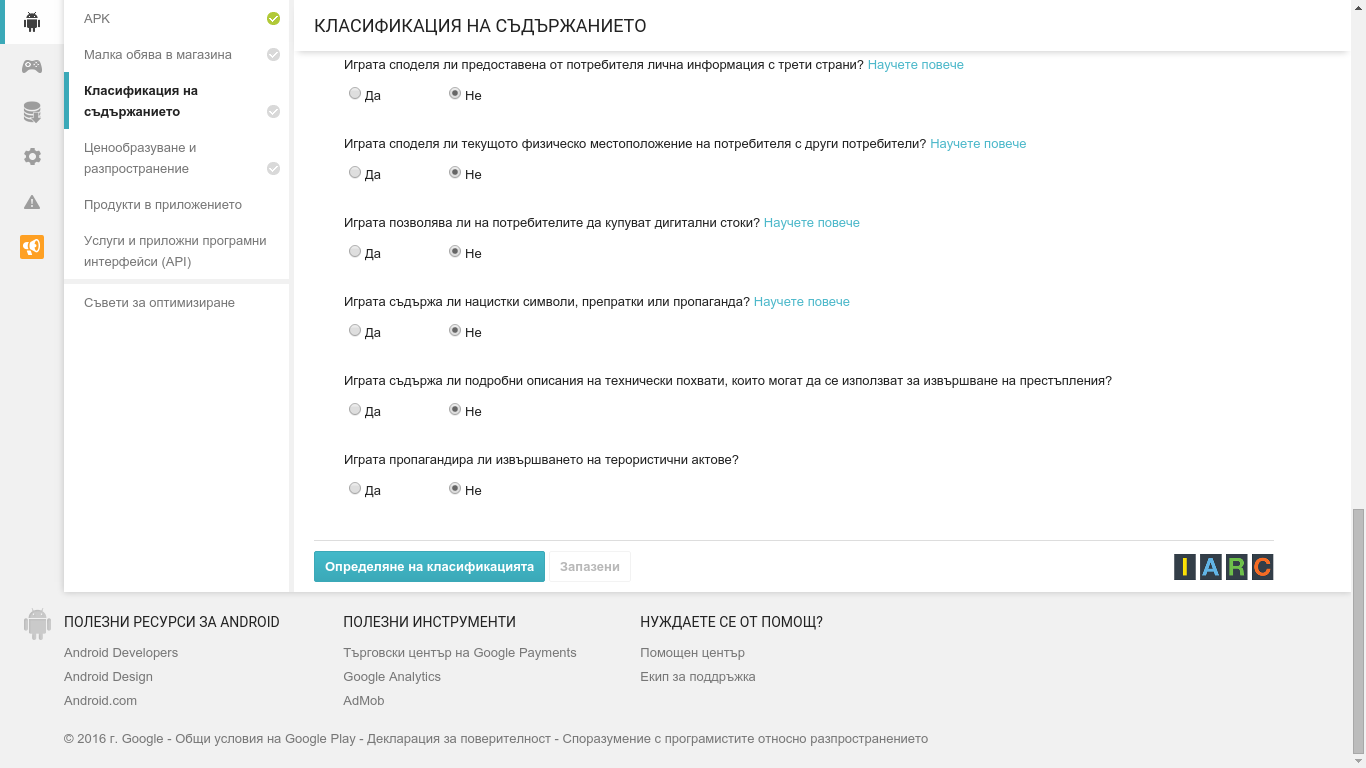 APK
Малка обява в магазина
Класификация на
съдържанието
Ценообразуване и
разпространение
Продукти в приложението
Услуги и приложни програмни
интерфейси (API)
Съвети за оптимизиране
КЛАСИФИКАЦИЯ НА СЪДЪРЖАНИЕТО
Играта споделя ли предоставена от потребителя лична информация с трети страни? Научете повече
Да Не
Играта споделя ли текущото физическо местоположение на потребителя с други потребители? Научете повече
Да Не
Играта позволява ли на потребителите да купуват дигитални стоки? Научете повече
Да Не
Играта съдържа ли нацистки символи, препратки или пропаганда? Научете повече
Да Не
Играта съдържа ли подробни описания на технически похвати, които могат да се използват за извършване на престъпления?
Да Не
Играта пропагандира ли извършването на терористични актове?
Да Не
Определяне на класификацията Запазени
IARC
ПОЛЕЗНИ РЕСУРСИ ЗА ANDROID
Android Developers
Android Design
Android.com
ПОЛЕЗНИ ИНСТРУМЕНТИ
Търговски център на Google Payments
Google Analytics
AdMob
НУЖДАЕТЕ СЕ ОТ ПОМОЩ?
Помощен център
Екип за поддръжка
© 2016 г. Google - Общи условия на Google Play - Декларация за поверителност - Споразумение с програмистите относно разпространението